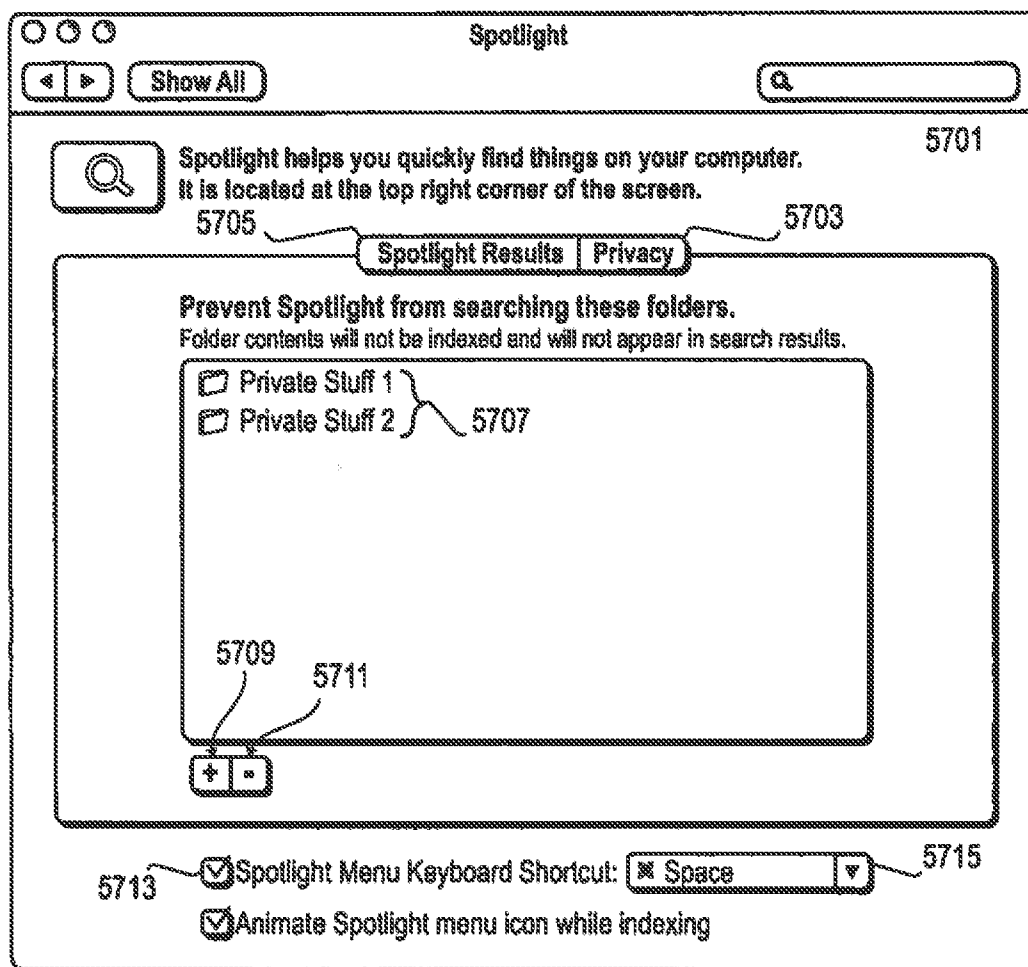 Spotlight
Show All
5701
Spotlight helps you quickly find things on your computer.
It is located at the top right corner of the screen.
5705
5703
Spotlight Results Privacy
Prevent Spotlight from searching these folders.
Folder contents will not be indexed and will not appear in search results.
Private Stuff 1
Private Stuff 2
5707
5709
5711
+ -
5713
Spotlight Menu Keyboard Shortcut: ⌘ Space
5715
Animate Spotlight menu icon while indexing